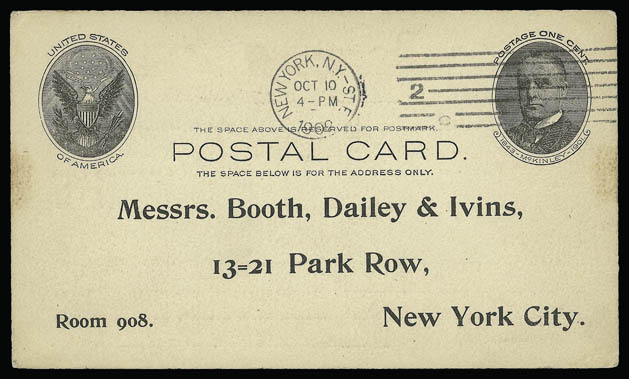 UNITED STATES
OF AMERICA.
NEW YORK, N.Y.
OCT 10
4-PM
2
POSTAGE ONE CENT
1843-McKINLEY-1901
THE SPACE ABOVE IS RESERVED FOR POSTMARK.
POSTAL CARD.
THE SPACE BELOW IS FOR THE ADDRESS ONLY.
Messrs. Booth, Dailey & Ivins,
13=21 Park Row,
Room 908.
New York City.